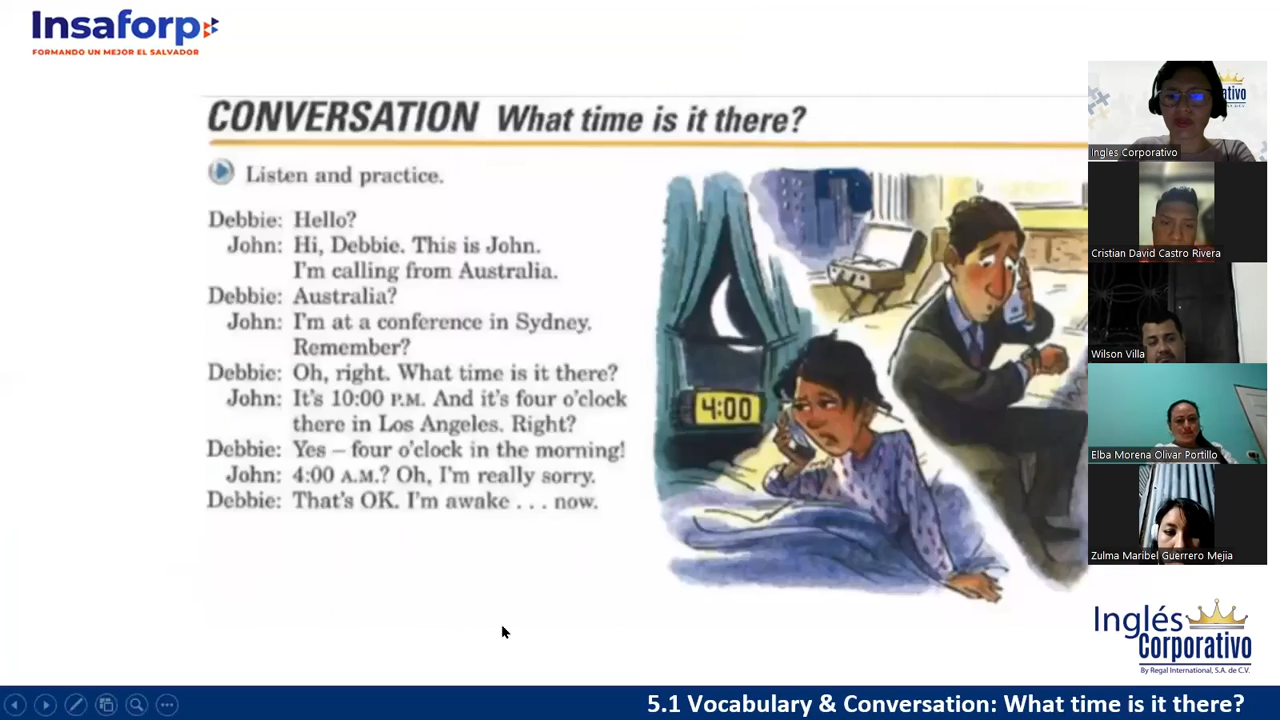 Insaforp
FORMANDO UN MEJOR EL SALVADOR
CONVERSATION What time is it there?
Listen and practice.
Debbie: Hello?
John: Hi, Debbie. This is John.
I'm calling from Australia.
Debbie: Australia?
John: I'm at a conference in Sydney.
Remember?
Debbie: Oh, right. What time is it there?
John: It's 10:00 P.M. And it's four o'clock
there in Los Angeles. Right?
Debbie: Yes – four o'clock in the morning!
John: 4:00 A.M.? Oh, I'm really sorry.
Debbie: That's OK. I'm awake . . . now.
4:00
ativo
Ingles Corporativo
Cristian David Castro Rivera
Wilson Villa
Elba Morena Olivar Portillo
Zulma Maribel Guerrero Mejia
Inglés
Corporativo
By Regal International, S.A. de C.V.
5.1 Vocabulary & Conversation: What time is it there?